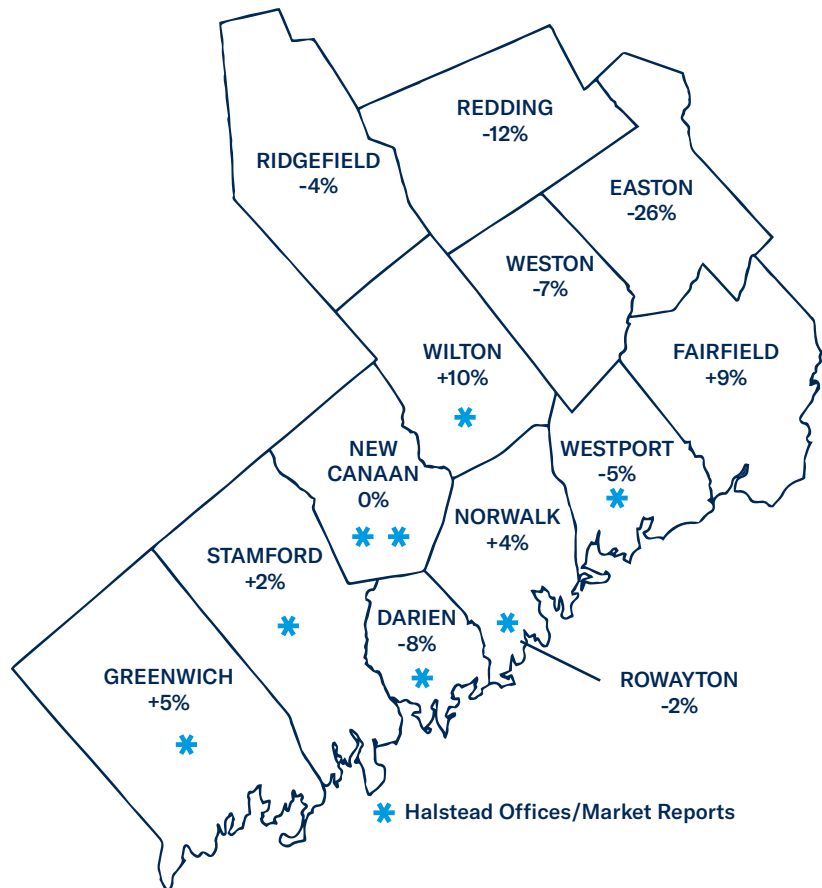 REDDING
-12%
RIDGEFIELD
-4%
EASTON
-26%
WESTON
-7%
WILTON
+10%
FAIRFIELD
+9%
NEW
CANAAN
0%
WESTPORT
-5%
NORWALK
+4%
STAMFORD
+2%
DARIEN
-8%
GREENWICH
+5%
ROWAYTON
-2%
Halstead Offices/Market Reports